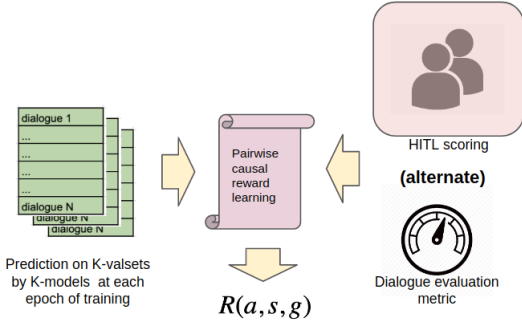 dialogue 1
...
...
...
...
dialogue N
dialogue N
dialogue N
Prediction on K-valsets
by K-models at each
epoch of training
Pairwise
causal
reward
learning
R(a, s, g)
HITL scoring
(alternate)
Dialogue evaluation
metric